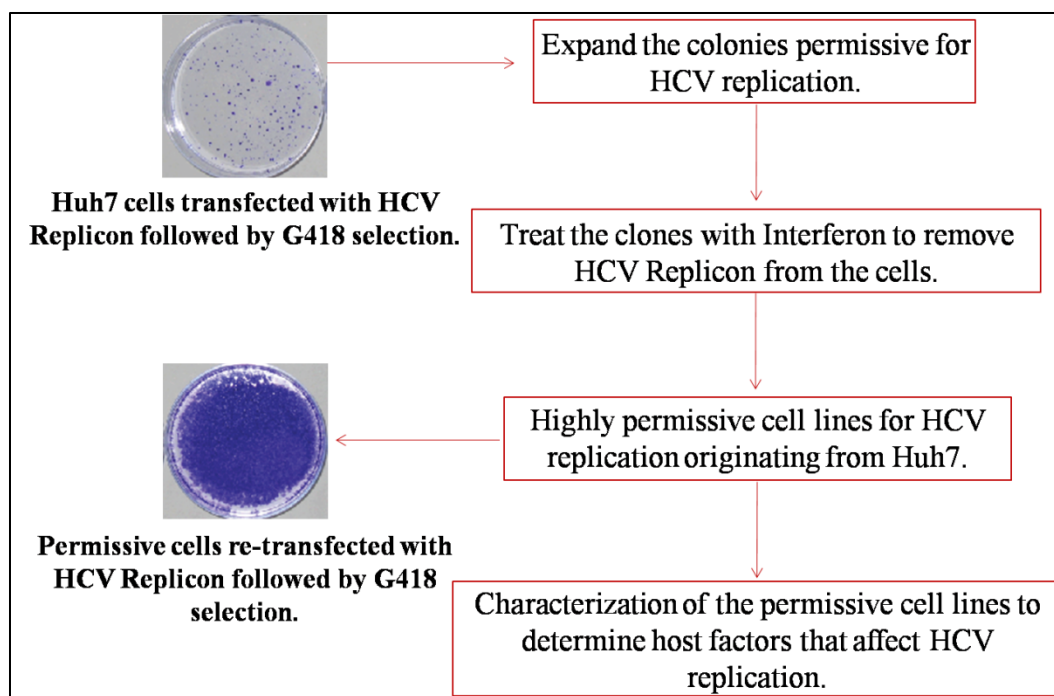 Expand the colonies permissive for
HCV replication.
Huh7 cells transfected with HCV
Replicon followed by G418 selection.
Treat the clones with Interferon to remove
HCV Replicon from the cells.
Highly permissive cell lines for HCV
replication originating from Huh7.
Permissive cells re-transfected with
HCV Replicon followed by G418
selection.
Characterization of the permissive cell lines to
determine host factors that affect HCV
replication.